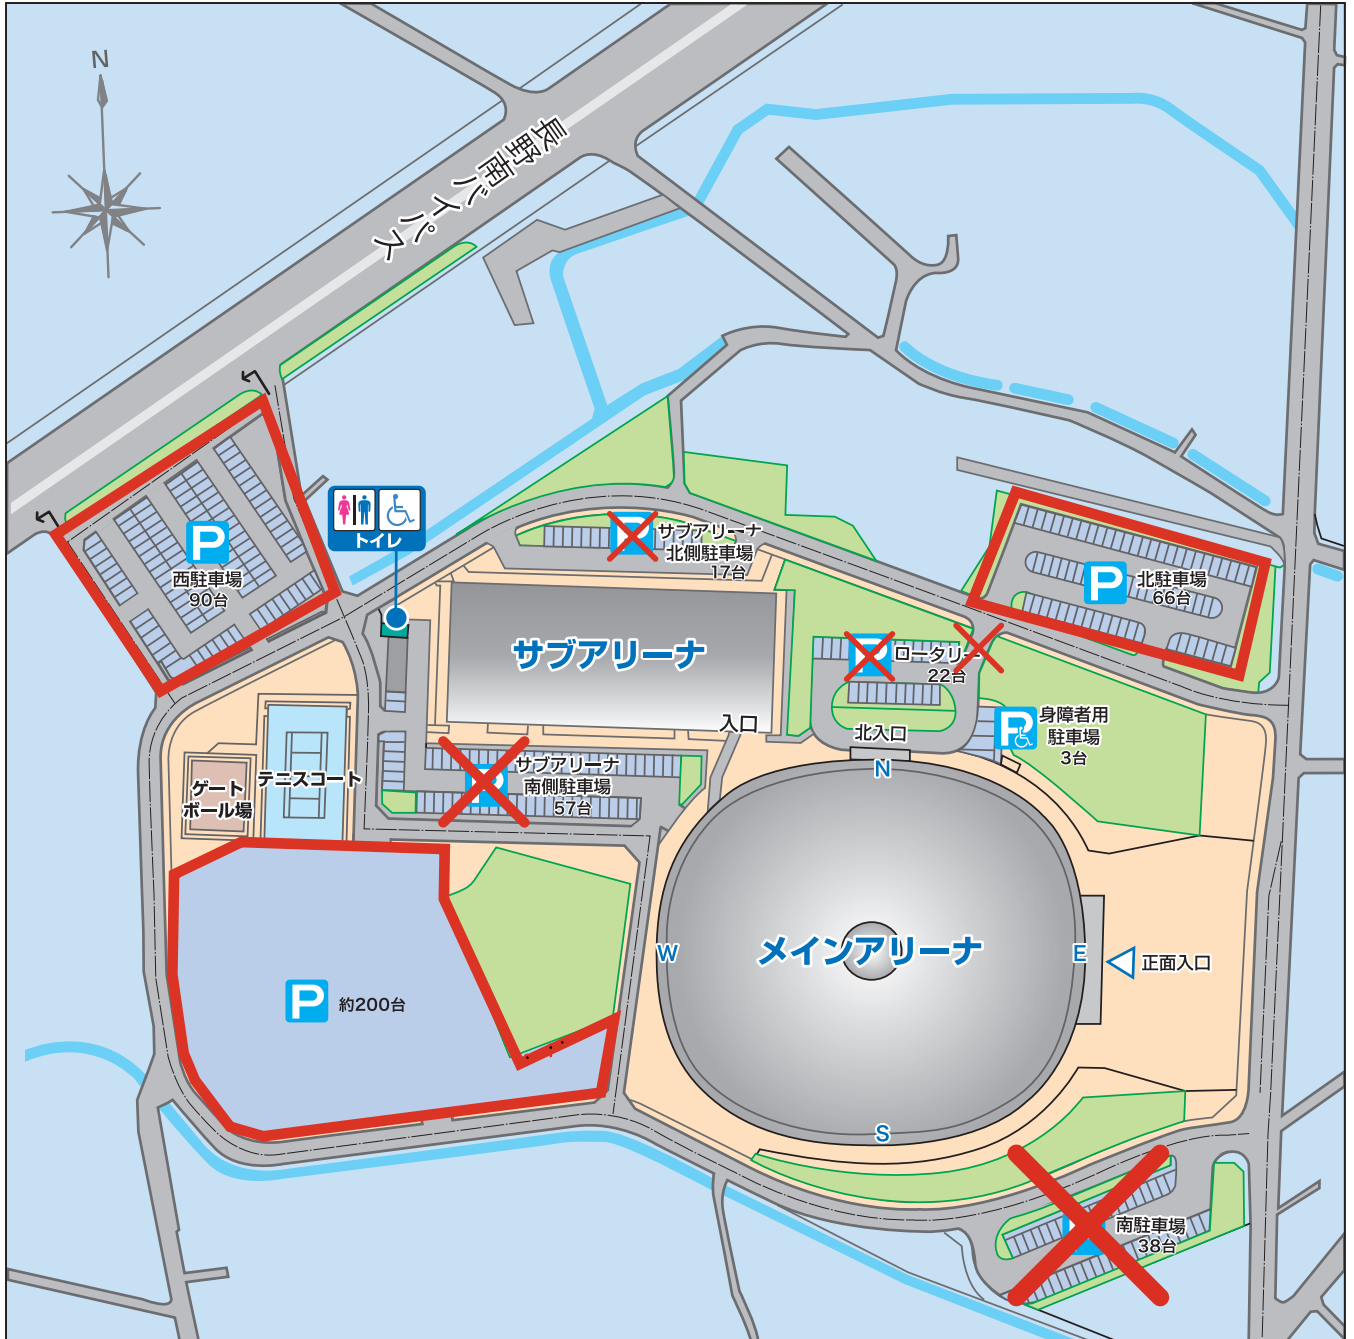 N
長野南バイパス
P
西駐車場
90台
トイレ
サブアリーナ
北側駐車場
17台
P
北駐車場
66台
サブアリーナ
ロータリー
22台
入口
北入口
P
身障者用
駐車場
3台
N
サブアリーナ
南側駐車場
57台
テニスコート
ゲート
ボール場
W
メインアリーナ
E
正面入口
P
約200台
S
南駐車場
38台